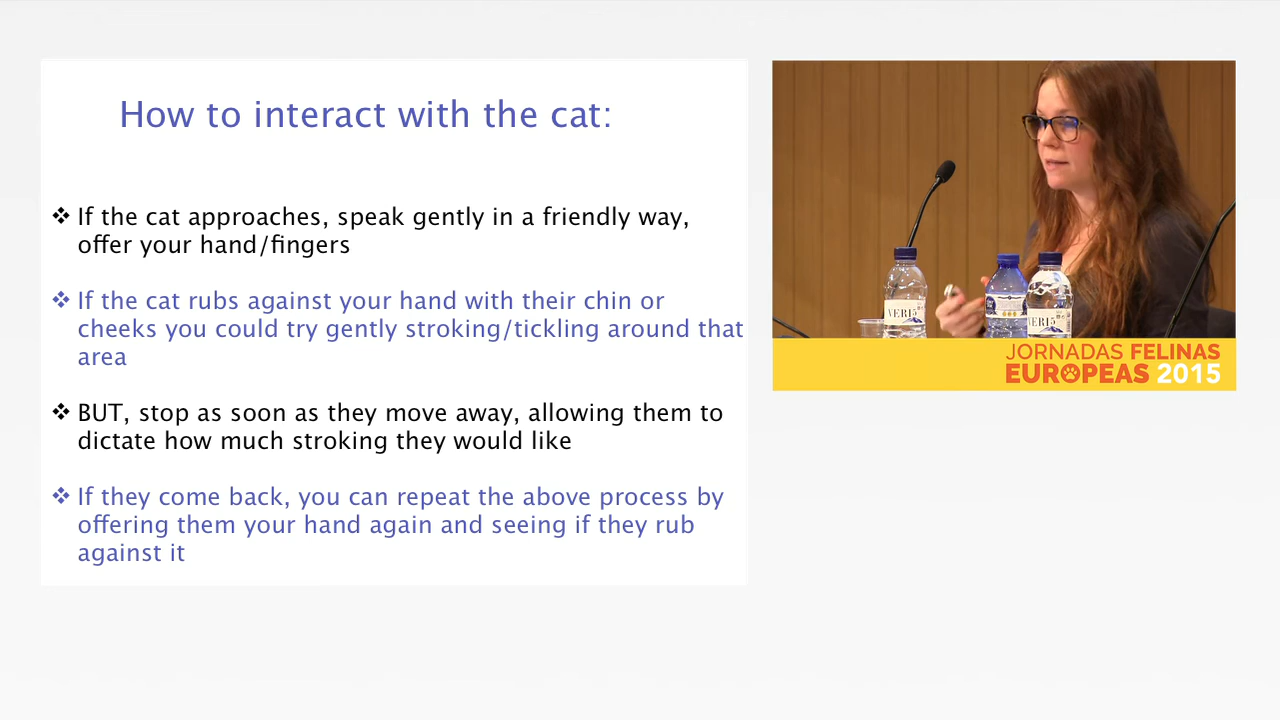 How to interact with the cat:
❖ If the cat approaches, speak gently in a friendly way,
offer your hand/fingers
❖ If the cat rubs against your hand with their chin or
cheeks you could try gently stroking/tickling around that
area
❖ BUT, stop as soon as they move away, allowing them to
dictate how much stroking they would like
❖ If they come back, you can repeat the above process by
offering them your hand again and seeing if they rub
against it
VERI
VERI
JORNADAS FELINAS
EUROPEAS 2015